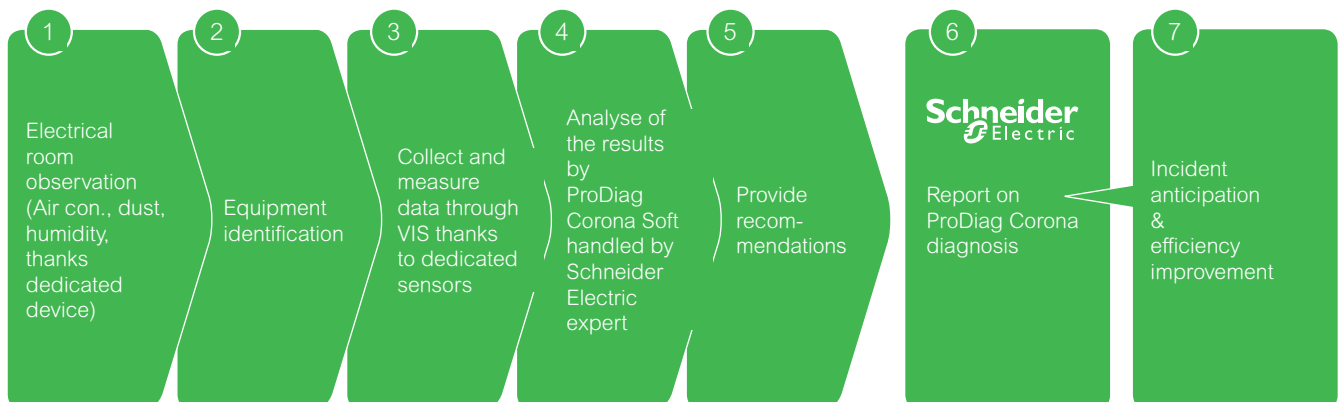 1
Electrical
room
observation
(Air con., dust,
humidity,
thanks
dedicated
device)
2
Equipment
identification
3
Collect and
measure
data through
VIS thanks
to dedicated
sensors
4
Analyse of
the results
by
ProDiag
Corona Soft
handled by
Schneider
Electric
expert
5
Provide
recom-
mendations
6
Schneider
Electric
Report on
ProDiag Corona
diagnosis
7
Incident
anticipation
&
efficiency
improvement